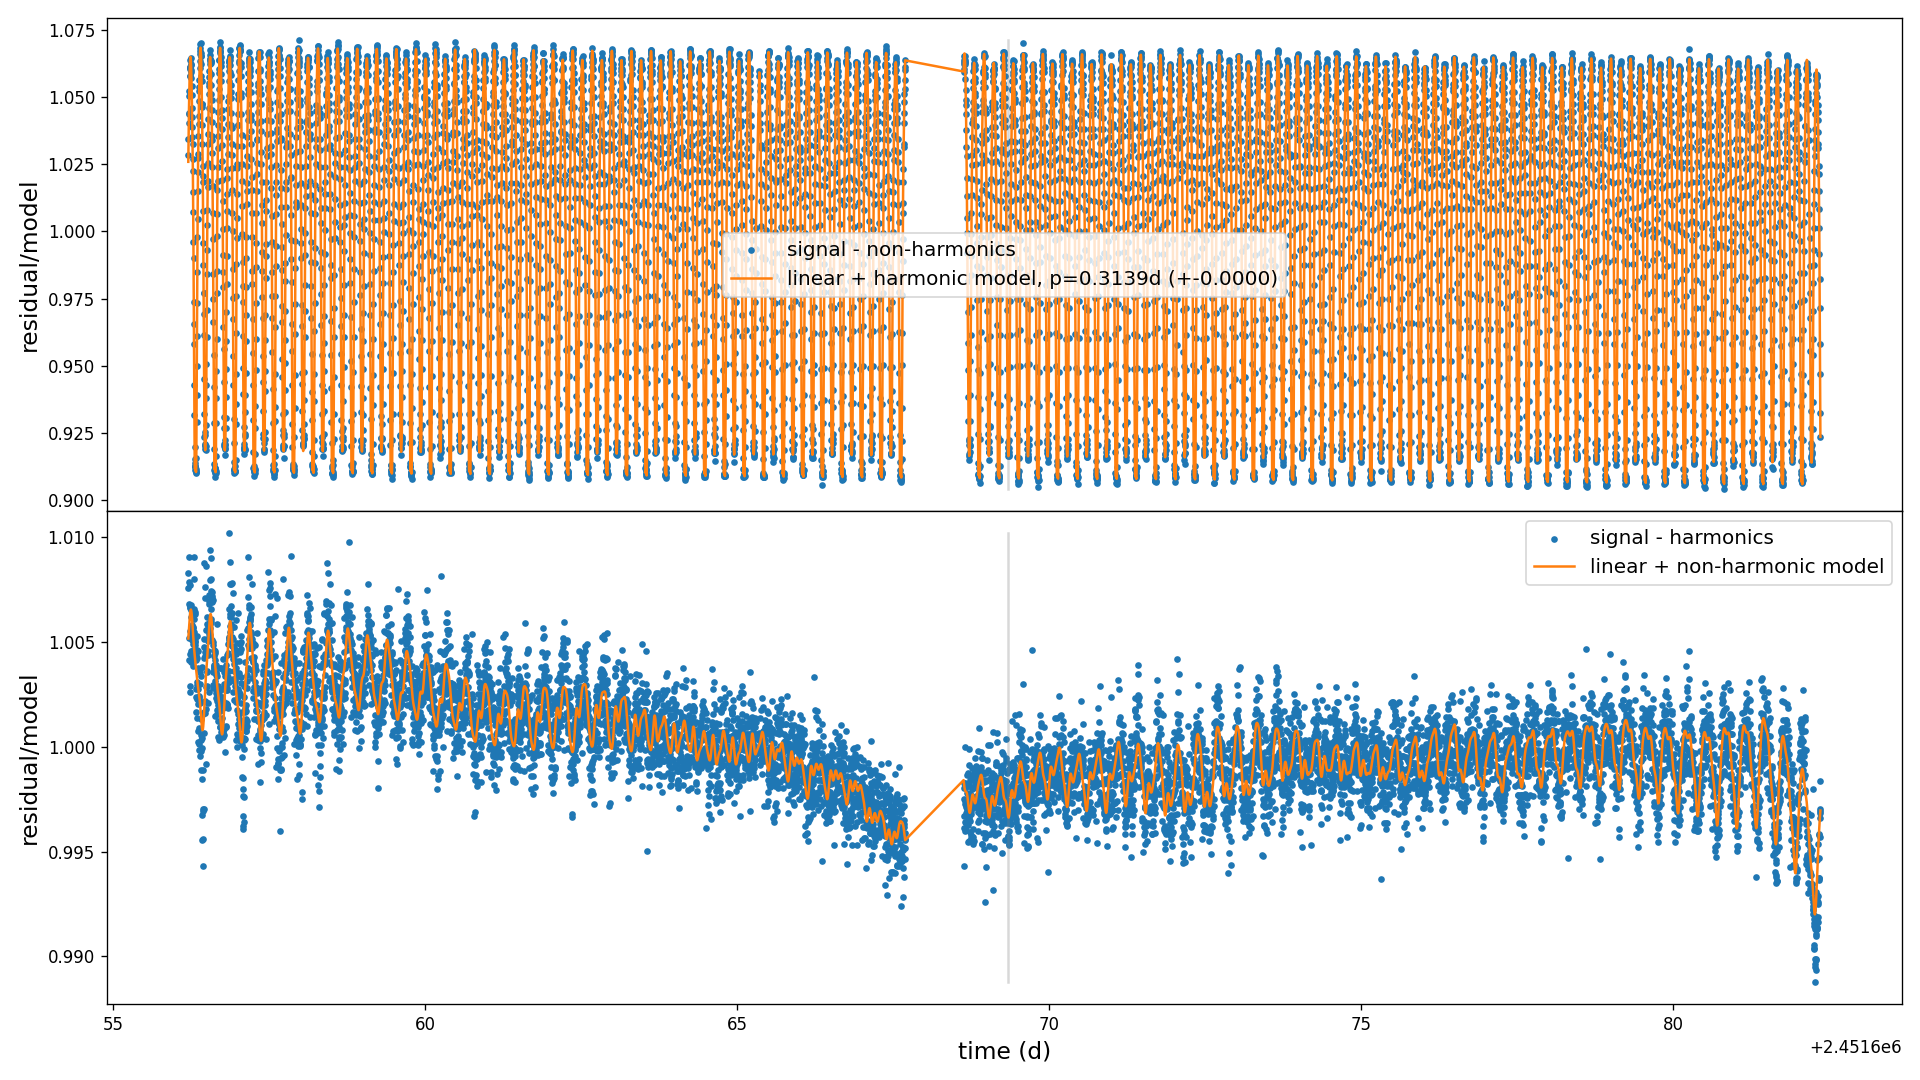 1.075
1.050
1.025
1.000
0.975
0.950
0.925
0.900
residual/model
signal - non-harmonics
linear + harmonic model, p=0.3139d (+-0.0000)
1.010
1.005
1.000
0.995
0.990
residual/model
signal - harmonics
linear + non-harmonic model
55
60
65
70
75
80
time (d)
+2.4516e6